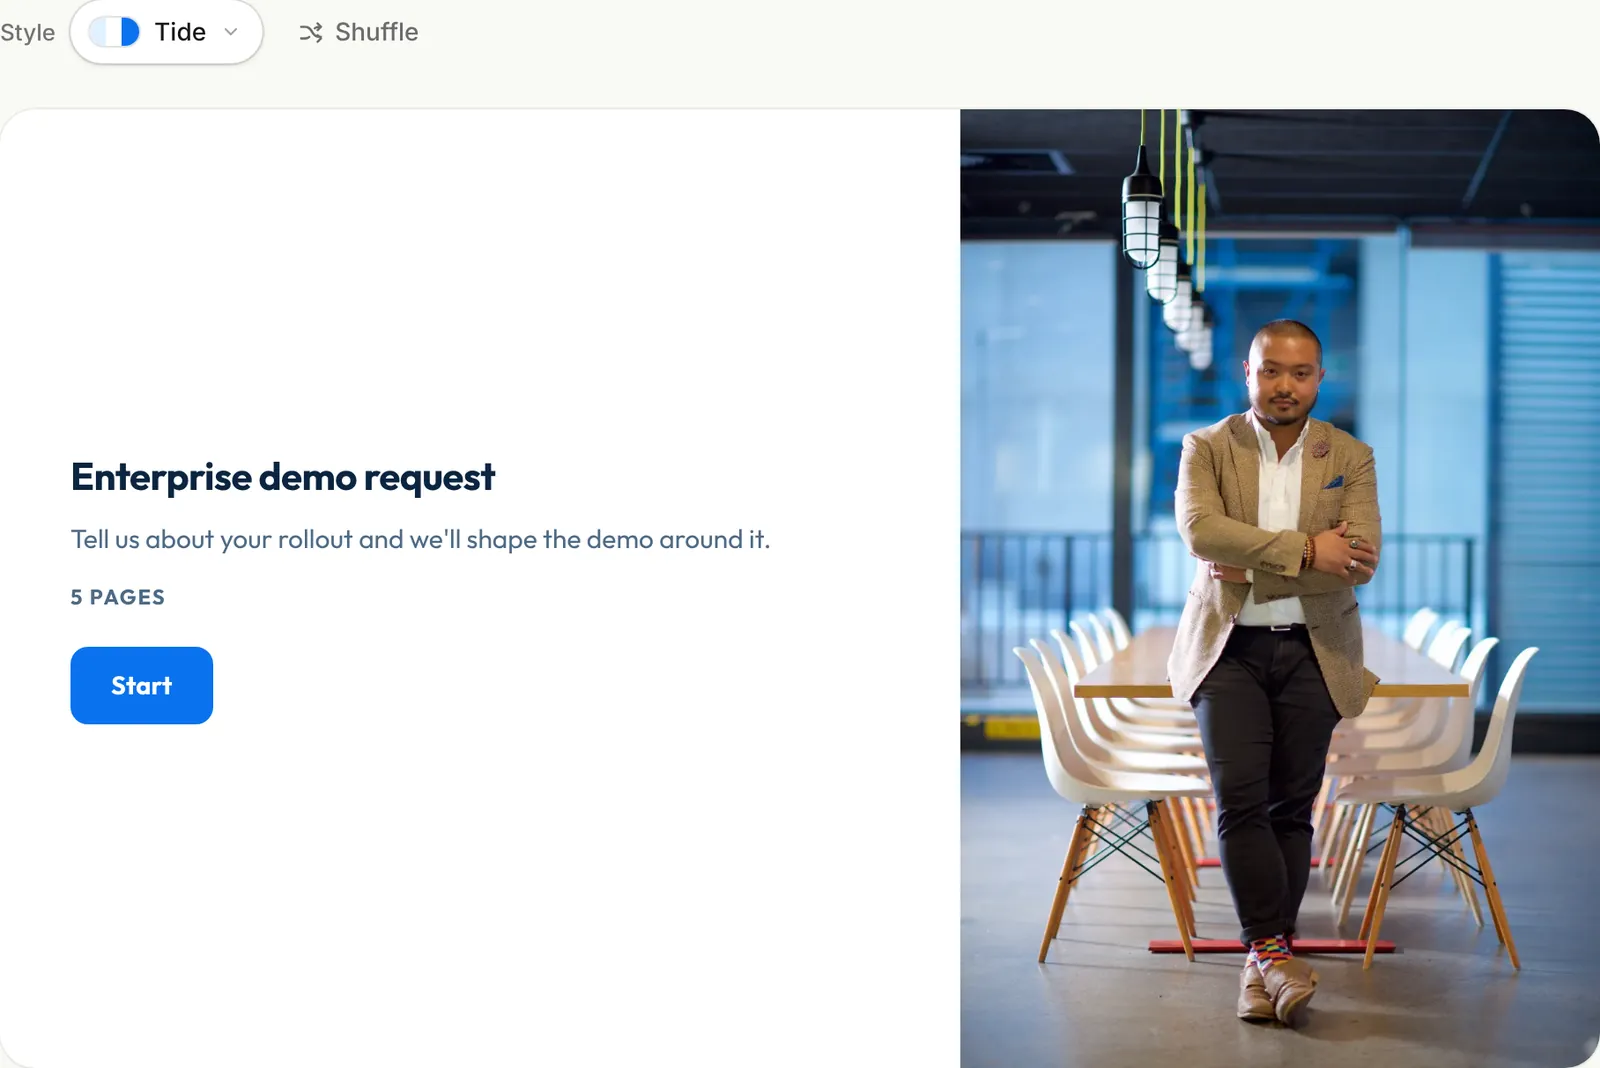 Style
Tide
Shuffle
Enterprise demo request
Tell us about your rollout and we'll shape the demo around it.
5 PAGES
Start